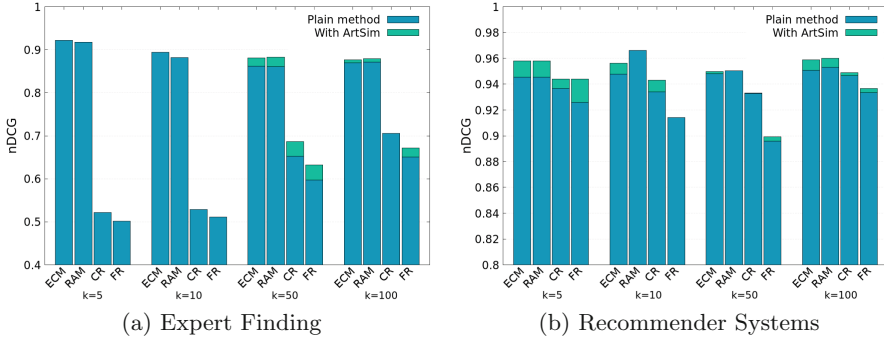 Plain method
With ArtSim
nDCG
1
0.9
0.8
0.7
0.6
0.5
0.4
ECM RAM CR FR ECM RAM CR FR ECM RAM CR FR ECM RAM CR FR
k=5 k=10 k=50 k=100
(a) Expert Finding
Plain method
With ArtSim
nDCG
1
0.98
0.96
0.94
0.92
0.9
0.88
0.86
0.84
0.82
0.8
ECM RAM CR FR ECM RAM CR FR ECM RAM CR FR ECM RAM CR FR
k=5 k=10 k=50 k=100
(b) Recommender Systems